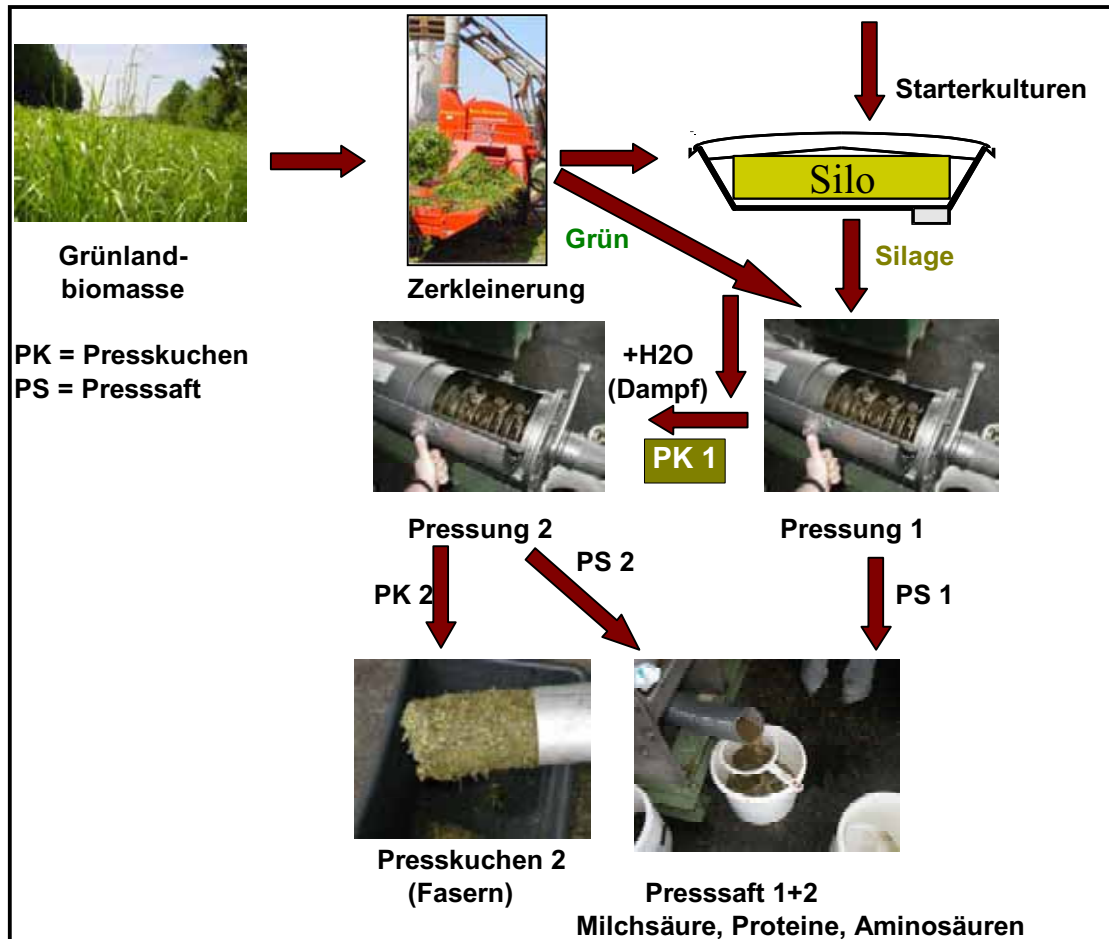 Starterkulturen
Silo
Grün
Silage
Grünland-
biomasse
Zerkleinerung
PK = Presskuchen
PS = Presssaft
+H2O
(Dampf)
PK 1
Pressung 2
Pressung 1
PK 2
PS 2
PS 1
Presskuchen 2
(Fasern)
Presssaft 1+2
Milchsäure, Proteine, Aminosäuren